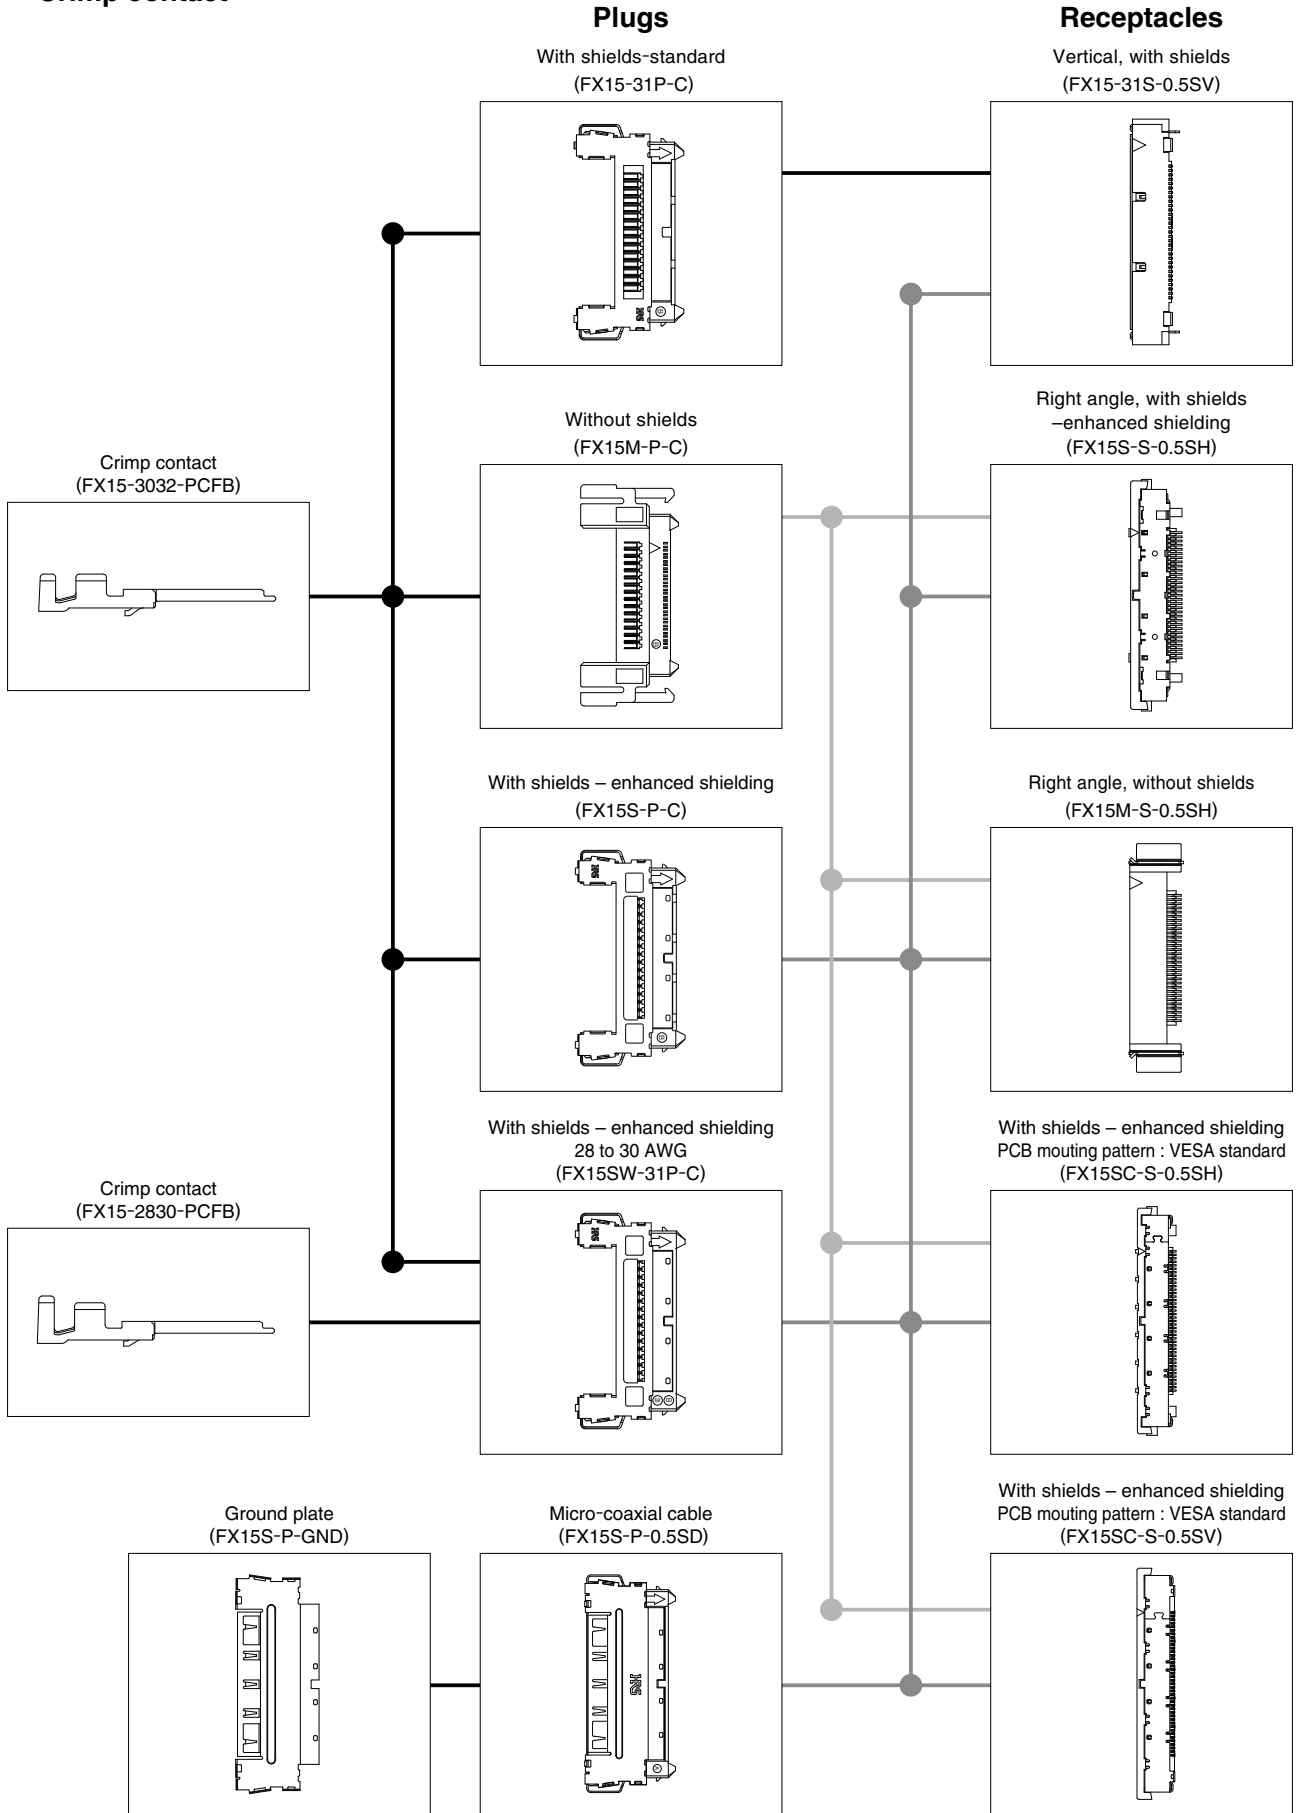 Plugs
Receptacles
With shields-standard
(FX15-31P-C)
Vertical, with shields
(FX15-31S-0.5SV)
Without shields
(FX15M-P-C)
Right angle, with shields
–enhanced shielding
(FX15S-S-0.5SH)
Crimp contact
(FX15-3032-PCFB)
With shields – enhanced shielding
(FX15S-P-C)
Right angle, without shields
(FX15M-S-0.5SH)
With shields – enhanced shielding
28 to 30 AWG
(FX15SW-31P-C)
With shields – enhanced shielding
PCB mouting pattern : VESA standard
(FX15SC-S-0.5SH)
Crimp contact
(FX15-2830-PCFB)
Ground plate
(FX15S-P-GND)
Micro-coaxial cable
(FX15S-P-0.5SD)
With shields – enhanced shielding
PCB mouting pattern : VESA standard
(FX15SC-S-0.5SV)
HRS